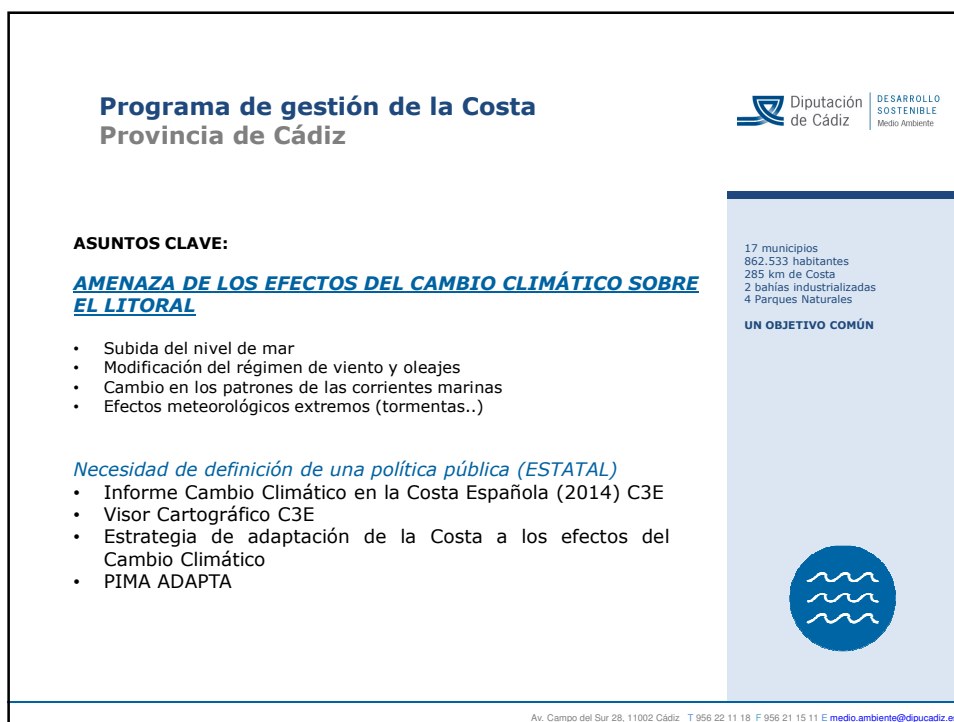 Programa de gestión de la Costa
Provincia de Cádiz
Diputación
de Cádiz
DESARROLLO
SOSTENIBLE
Medio Ambiente
ASUNTOS CLAVE:
AMENAZA DE LOS EFECTOS DEL CAMBIO CLIMÁTICO SOBRE
EL LITORAL
• Subida del nivel de mar
• Modificación del régimen de viento y oleajes
• Cambio en los patrones de las corrientes marinas
• Efectos meteorológicos extremos (tormentas..)
Necesidad de definición de una política pública (ESTATAL)
• Informe Cambio Climático en la Costa Española (2014) C3E
• Visor Cartográfico C3E
• Estrategia de adaptación de la Costa a los efectos del
Cambio Climático
• PIMA ADAPTA
17 municipios
862.533 habitantes
285 km de Costa
2 bahías industrializadas
4 Parques Naturales
UN OBJETIVO COMÚN
Av. Campo del Sur 28, 11002 Cádiz T 956 22 11 18 F 956 21 15 11 E medio.ambiente@dipucadiz.es